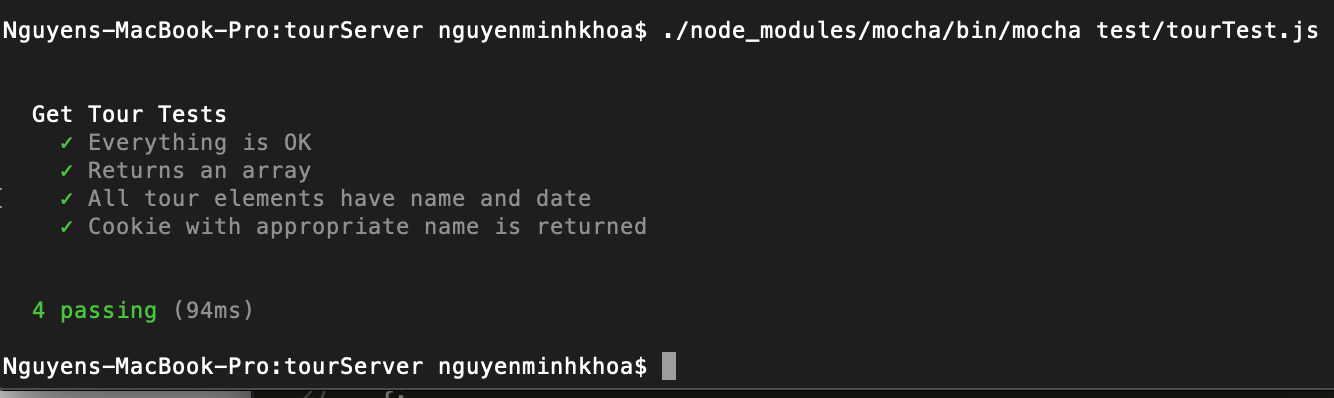 Nguyens-MacBook-Pro:tourServer nguyenminhkhoa$ ./node_modules/mocha/bin/mocha test/tourTest.js
Get Tour Tests
✓ Everything is OK
✓ Returns an array
✓ All tour elements have name and date
✓ Cookie with appropriate name is returned
4 passing (94ms)
Nguyens-MacBook-Pro:tourServer nguyenminhkhoa$